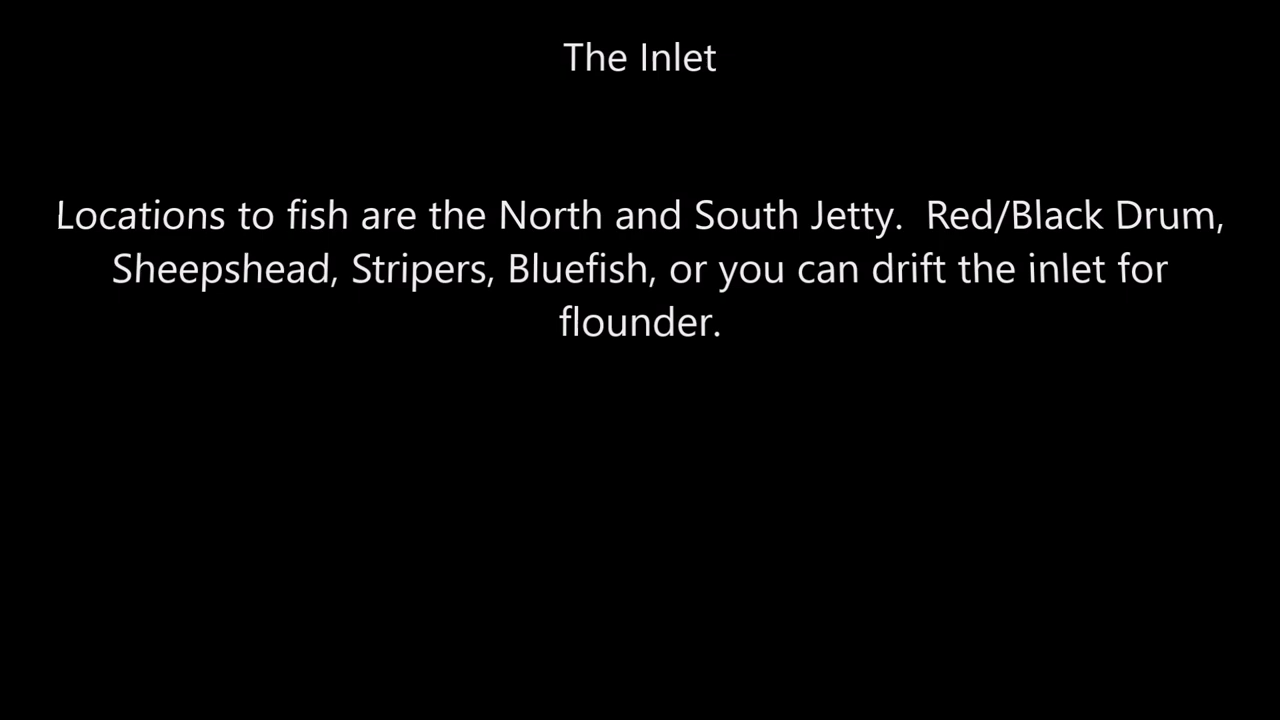 The Inlet
Locations to fish are the North and South Jetty.  Red/Black Drum,
Sheepshead, Stripers, Bluefish, or you can drift the inlet for
flounder.